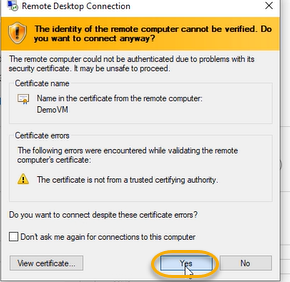 Remote Desktop Connection
The identity of the remote computer cannot be verified. Do
you want to connect anyway?
The remote computer could not be authenticated due to problems with its
security certificate. It may be unsafe to proceed.
Certificate name
Name in the certificate from the remote computer:
DemoVM
Certificate errors
The following errors were encountered while validating the remote
computer's certificate:
The certificate is not from a trusted certifying authority.
Do you want to connect despite these certificate errors?
Don't ask me again for connections to this computer
View certificate... Yes No